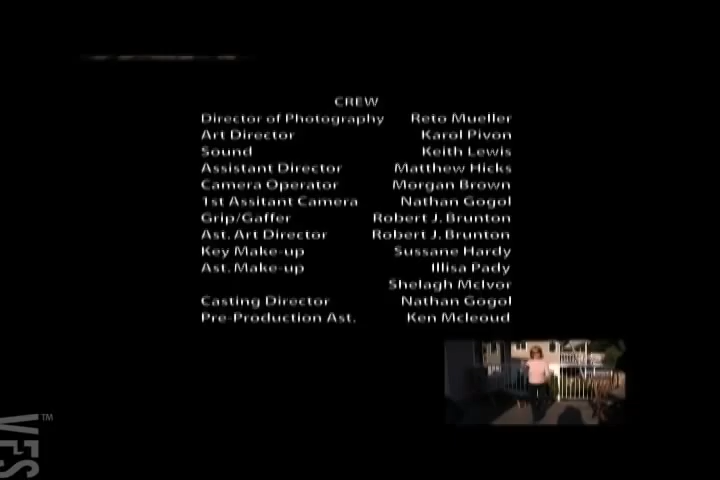 CREW
Director of Photography Reto Mueller
Art Director Karol Pivon
Sound Keith Lewis
Assistant Director Matthew Hicks
Camera Operator Morgan Brown
1st Assitant Camera Nathan Gogol
Grip/Gaffer Robert J. Brunton
Ast. Art Director Robert J. Brunton
Key Make-up Sussane Hardy
Ast. Make-up Illisa Pady
Shelagh McIvor
Casting Director Nathan Gogol
Pre-Production Ast. Ken Mcleoud
VFS™